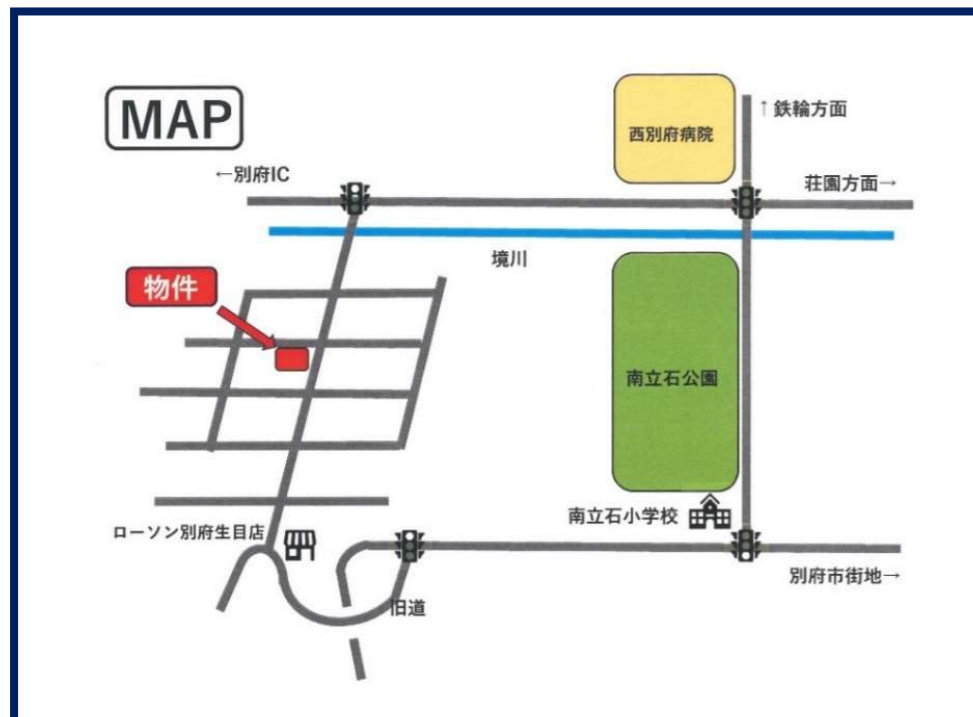 MAP
西別府病院
↑鉄輪方面
←別府IC
荘園方面→
境川
物件
南立石公園
南立石小学校
ローソン別府生目店
別府市街地→
旧道